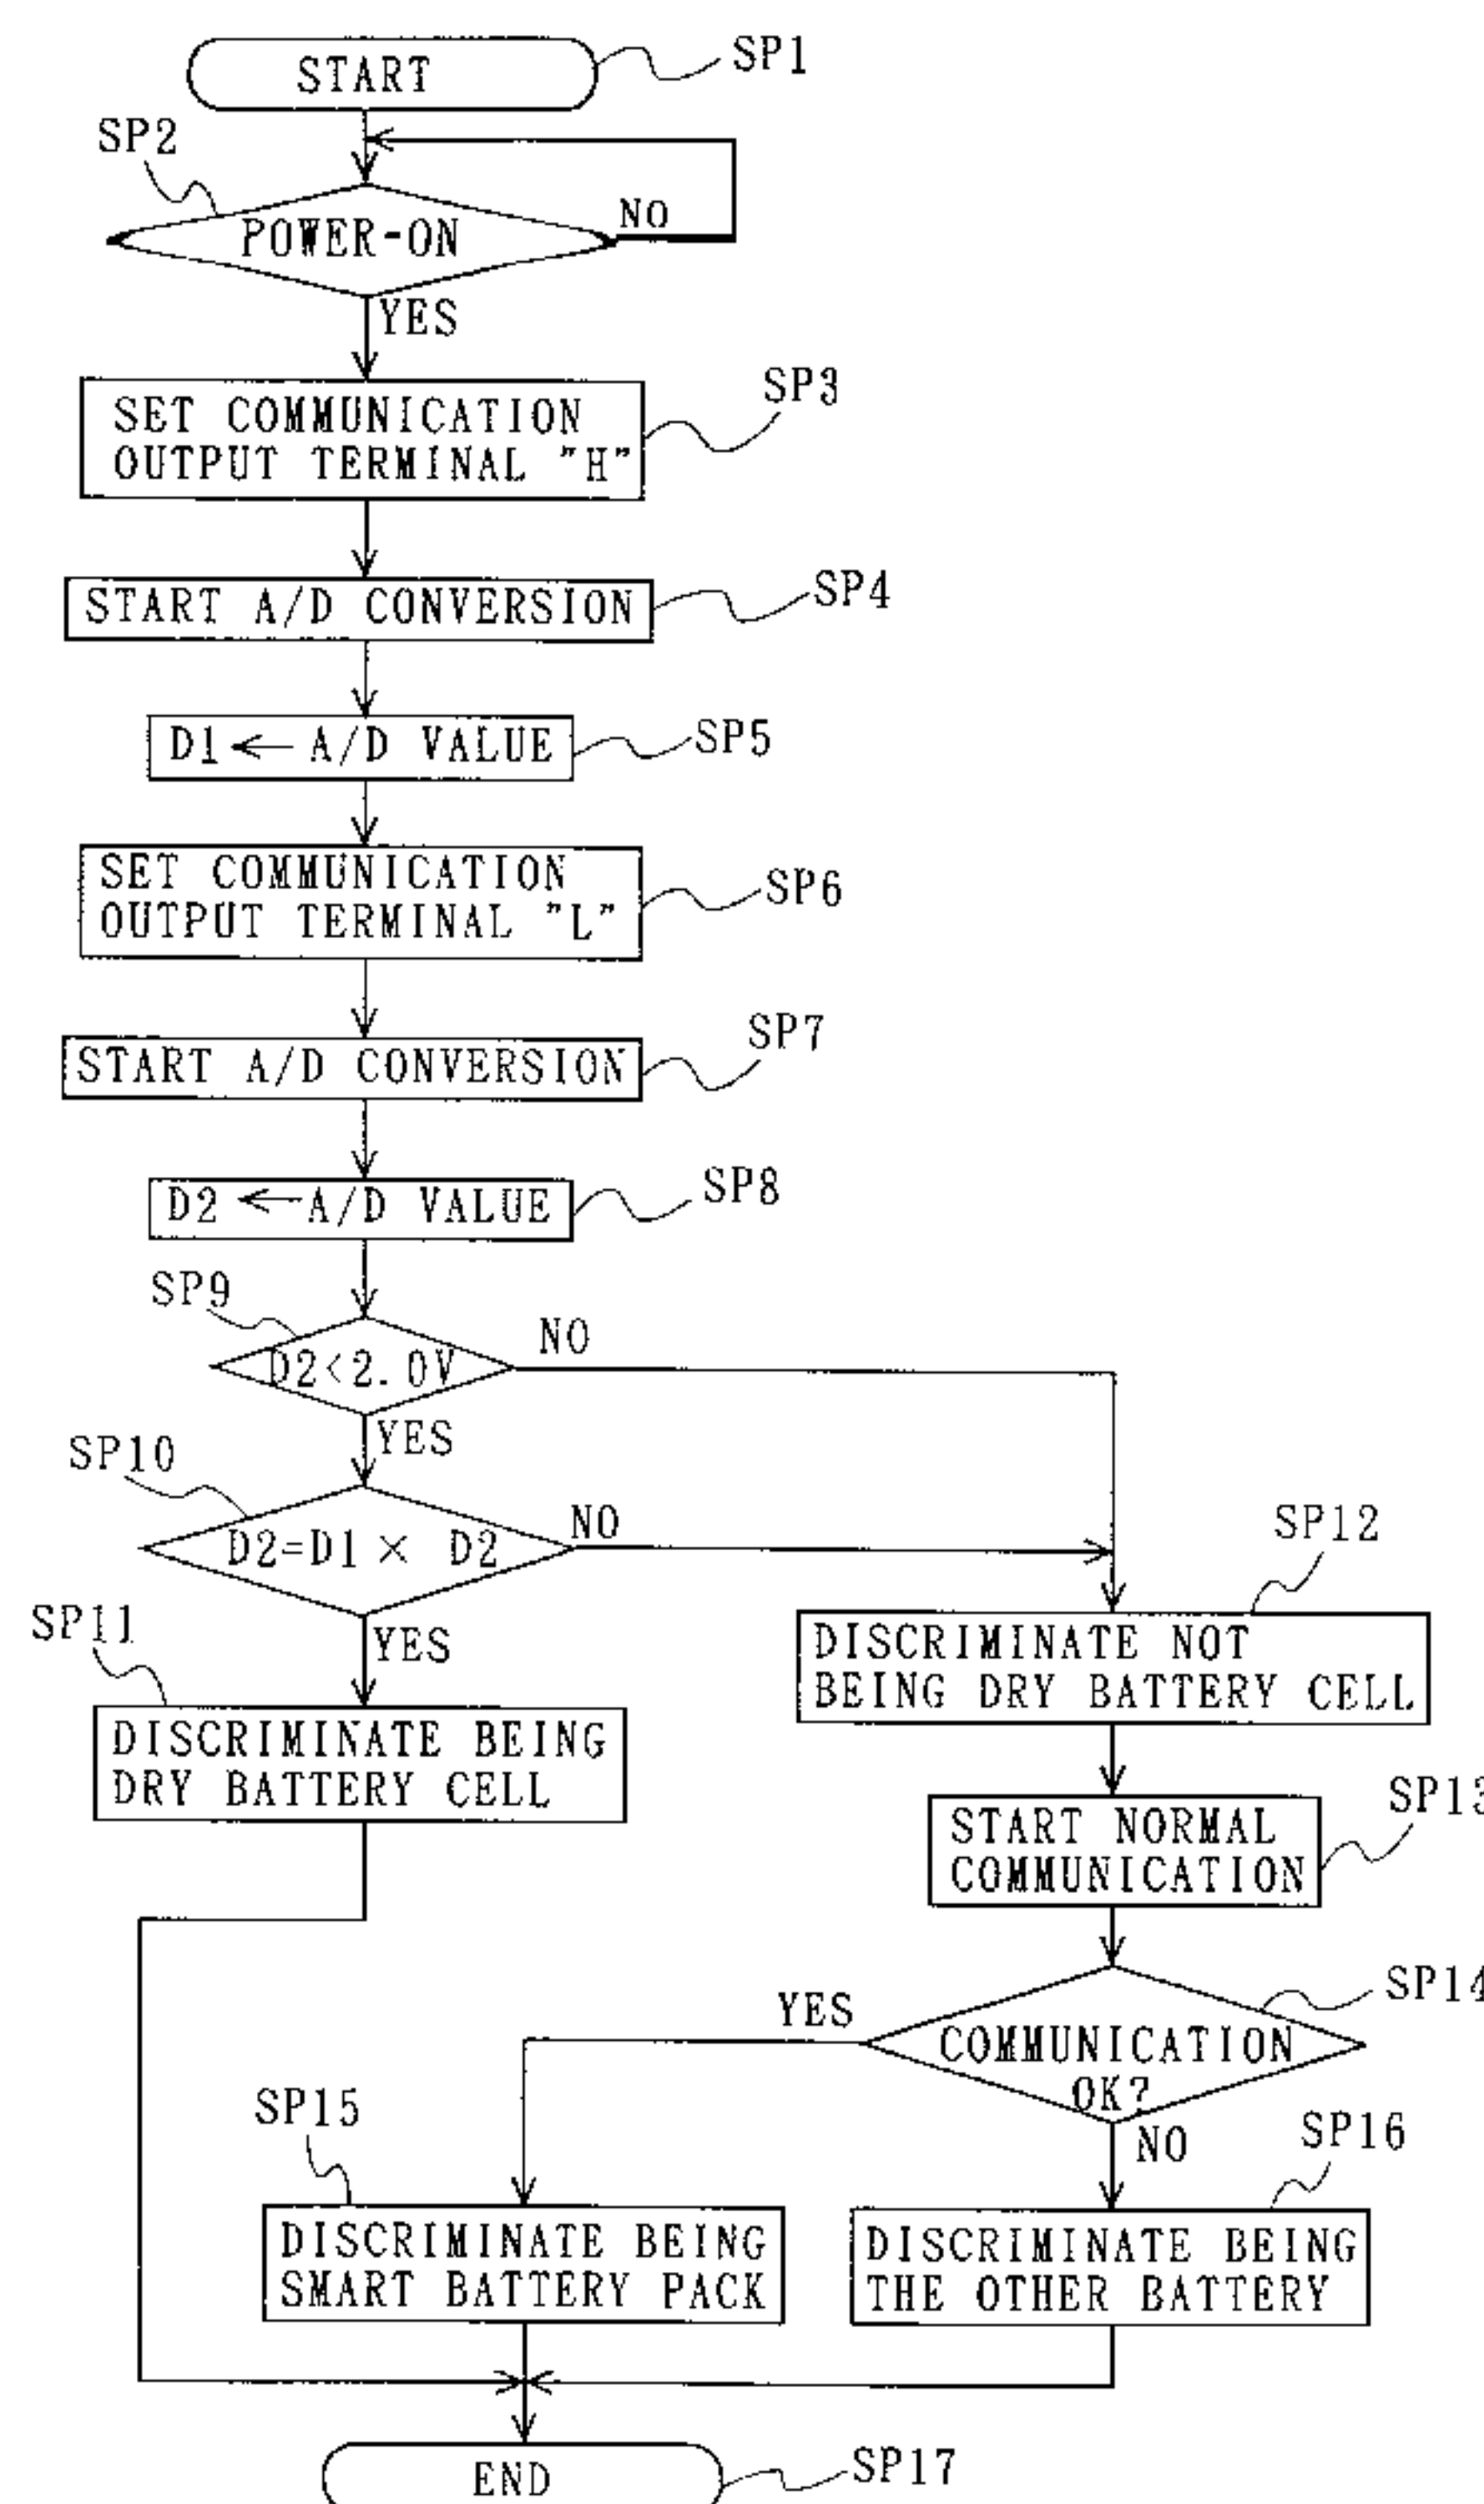 START
SP1
SP2
POWER-ON
NO
YES
SET COMMUNICATION
OUTPUT TERMINAL "H"
SP3
START A/D CONVERSION
SP4
D1 ← A/D VALUE
SP5
SET COMMUNICATION
OUTPUT TERMINAL "L"
SP6
START A/D CONVERSION
SP7
D2 ← A/D VALUE
SP8
SP9
D2<2.0V
NO
YES
SP10
D2=D1 × D2
NO
YES
SP11
DISCRIMINATE BEING
DRY BATTERY CELL
SP12
DISCRIMINATE NOT
BEING DRY BATTERY CELL
SP13
START NORMAL
COMMUNICATION
SP14
COMMUNICATION
OK?
YES
NO
SP15
DISCRIMINATE BEING
SMART BATTERY PACK
SP16
DISCRIMINATE BEING
THE OTHER BATTERY
END
SP17